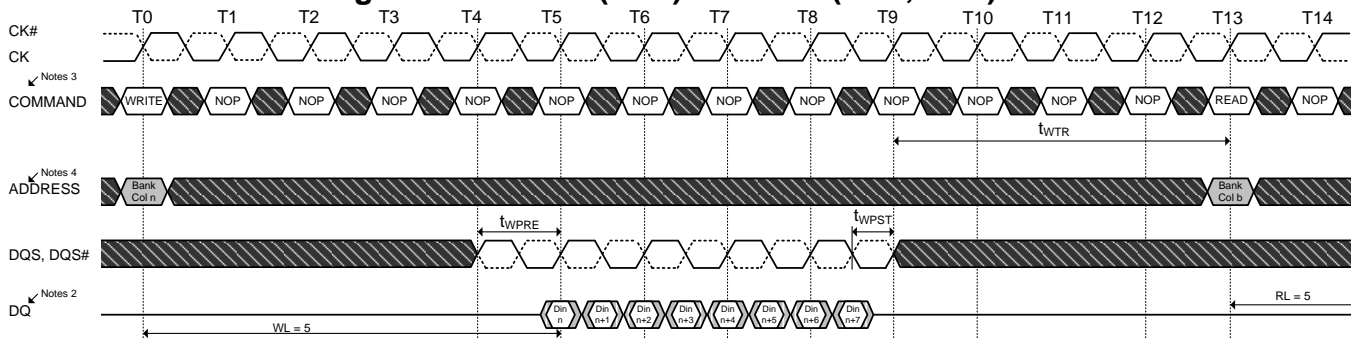 T0 T1 T2 T3 T4 T5 T6 T7 T8 T9 T10 T11 T12 T13 T14
CK#
CK
Notes 3
COMMAND WRITE NOP NOP NOP NOP NOP NOP NOP NOP NOP NOP NOP NOP READ NOP
tWTR
Notes 4
ADDRESS
Bank Col n
Bank Col b
tWPRE
tWPST
DQS, DQS#
Notes 2
DQ
Din n
Din n+1
Din n+2
Din n+3
Din n+4
Din n+5
Din n+6
Din n+7
RL = 5
WL = 5